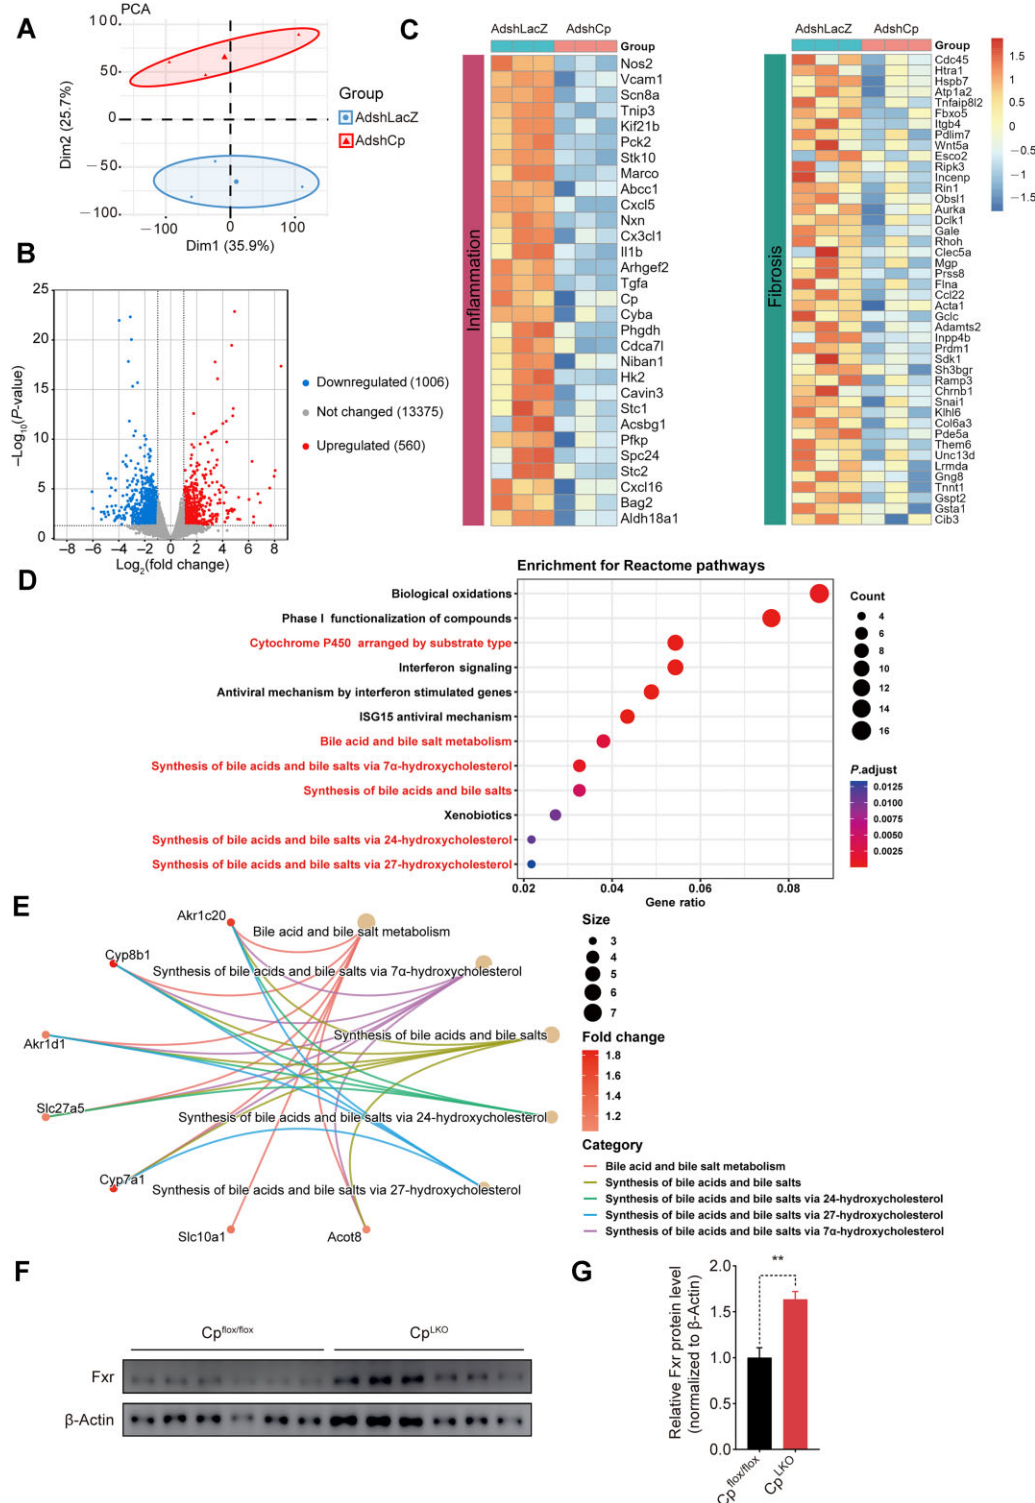 A
PCA
100
50
0
−50
−100
−100
0
100
Dim2 (25.7%)
Dim1 (35.9%)
Group
AdshLacZ
AdshCp
B
25
20
15
10
5
0
−8 −6 −4 −2 0 2 4 6 8
−Log10(P-value)
Log2(fold change)
Downregulated (1006)
Not changed (13375)
Upregulated (560)
C
AdshLacZ AdshCp
Group
Inflammation
Nos2
Vcam1
Scn8a
Tnip3
Kif21b
Pck2
Stk10
Marco
Abcc1
Cxcl5
Nxn
Cx3cl1
Il1b
Arhgef2
Tgfa
Cp
Cyba
Phgdh
Cdca7l
Niban1
Hk2
Cavin3
Stc1
Acsbg1
Pfkp
Spc24
Stc2
Cxcl16
Bag2
Aldh18a1
AdshLacZ AdshCp
Group
Fibrosis
Cdc45
Htra1
Hspb7
Atp1a2
Tnfaip8l2
Fbxo5
Itgb4
Pdlim7
Wnt5a
Esco2
Ripk3
Incenp
Rin1
Obsl1
Aurka
Dclk1
Gale
Rhoh
Clec5a
Mgp
Prss8
Flna
Ccl22
Acta1
Gclc
Adamts2
Inpp4b
Prdm1
Sdk1
Sh3bgr
Ramp3
Chrnb1
Snai1
Klhl6
Col6a3
Pde5a
Them6
Unc13d
Lrmda
Gng8
Tnnt1
Gspt2
Gsta1
Cib3
1.5
1
0.5
0
−0.5
−1
−1.5
D
Enrichment for Reactome pathways
Biological oxidations
Phase I functionalization of compounds
Cytochrome P450 arranged by substrate type
Interferon signaling
Antiviral mechanism by interferon stimulated genes
ISG15 antiviral mechanism
Bile acid and bile salt metabolism
Synthesis of bile acids and bile salts via 7α-hydroxycholesterol
Synthesis of bile acids and bile salts
Xenobiotics
Synthesis of bile acids and bile salts via 24-hydroxycholesterol
Synthesis of bile acids and bile salts via 27-hydroxycholesterol
0.02 0.04 0.06 0.08
Gene ratio
Count
4
6
8
10
12
14
16
P.adjust
0.0125
0.0100
0.0075
0.0050
0.0025
E
Akr1c20
Bile acid and bile salt metabolism
Cyp8b1
Synthesis of bile acids and bile salts via 7α-hydroxycholesterol
Akr1d1
Synthesis of bile acids and bile salts
Slc27a5
Synthesis of bile acids and bile salts via 24-hydroxycholesterol
Cyp7a1
Synthesis of bile acids and bile salts via 27-hydroxycholesterol
Slc10a1
Acot8
Size
3
4
5
6
7
Fold change
1.8
1.6
1.4
1.2
Category
Bile acid and bile salt metabolism
Synthesis of bile acids and bile salts
Synthesis of bile acids and bile salts via 24-hydroxycholesterol
Synthesis of bile acids and bile salts via 27-hydroxycholesterol
Synthesis of bile acids and bile salts via 7α-hydroxycholesterol
F
Cpflox/flox CpLKO
Fxr
β-Actin
G
Relative Fxr protein level
(normalized to β-Actin)
2.0
1.5
1.0
0.5
0.0
**
Cpflox/flox
CpLKO